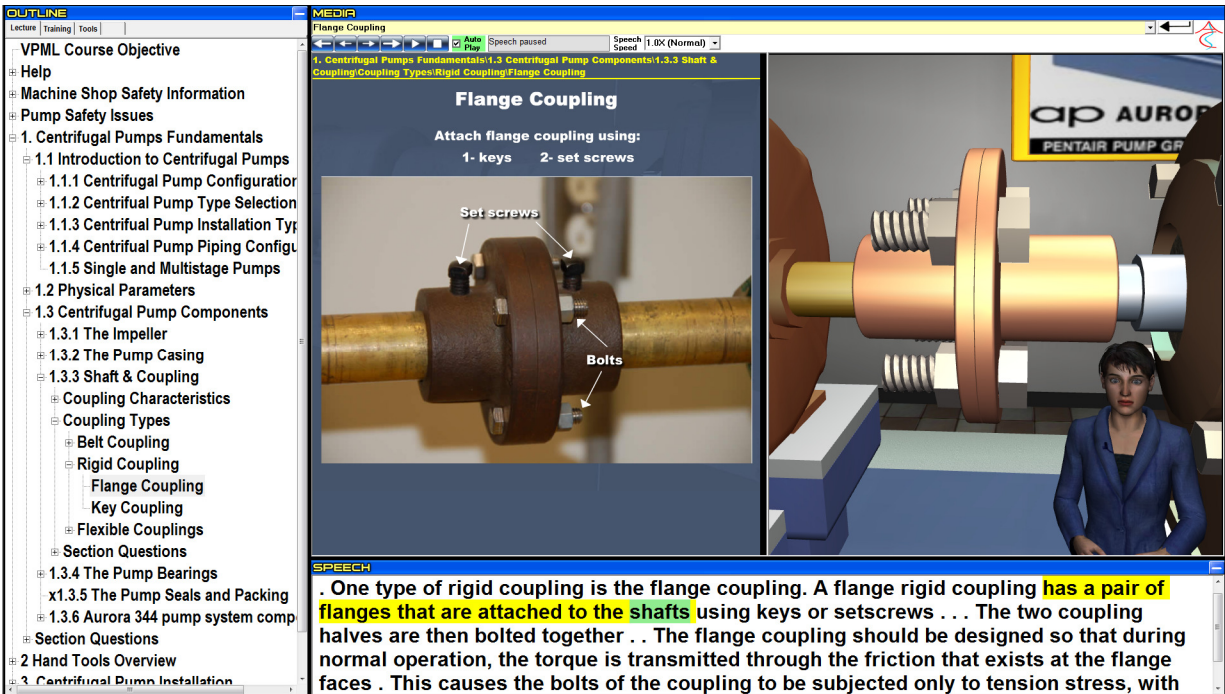 OUTLINE
Lecture Training Tools
VPML Course Objective
Help
Machine Shop Safety Information
Pump Safety Issues
1. Centrifugal Pumps Fundamentals
1.1 Introduction to Centrifugal Pumps
1.1.1 Centrifugal Pump Configuration
1.1.2 Centrifugal Pump Type Selection
1.1.3 Centrifual Pump Installation Typ
1.1.4 Centrifual Pump Piping Configu
1.1.5 Single and Multistage Pumps
1.2 Physical Parameters
1.3 Centrifugal Pump Components
1.3.1 The Impeller
1.3.2 The Pump Casing
1.3.3 Shaft & Coupling
Coupling Characteristics
Coupling Types
Belt Coupling
Rigid Coupling
Flange Coupling
Key Coupling
Flexible Couplings
Section Questions
1.3.4 The Pump Bearings
x1.3.5 The Pump Seals and Packing
1.3.6 Aurora 344 pump system comp
Section Questions
2 Hand Tools Overview
3. Centrifugal Pump Installation
MEDIA
Flange Coupling
Auto Play
Speech paused
Speech Speed
1.0X (Normal)
1. Centrifugal Pumps Fundamentals\1.3 Centrifugal Pump Components\1.3.3 Shaft &
Coupling\Coupling Types\Rigid Coupling\Flange Coupling
Flange Coupling
Attach flange coupling using:
1- keys 2- set screws
Set screws
Bolts
ap AUROR
PENTAIR PUMP GR
SPEECH
. One type of rigid coupling is the flange coupling. A flange rigid coupling has a pair of
flanges that are attached to the shafts using keys or setscrews . . . The two coupling
halves are then bolted together . . The flange coupling should be designed so that during
normal operation, the torque is transmitted through the friction that exists at the flange
faces . This causes the bolts of the coupling to be subjected only to tension stress, with